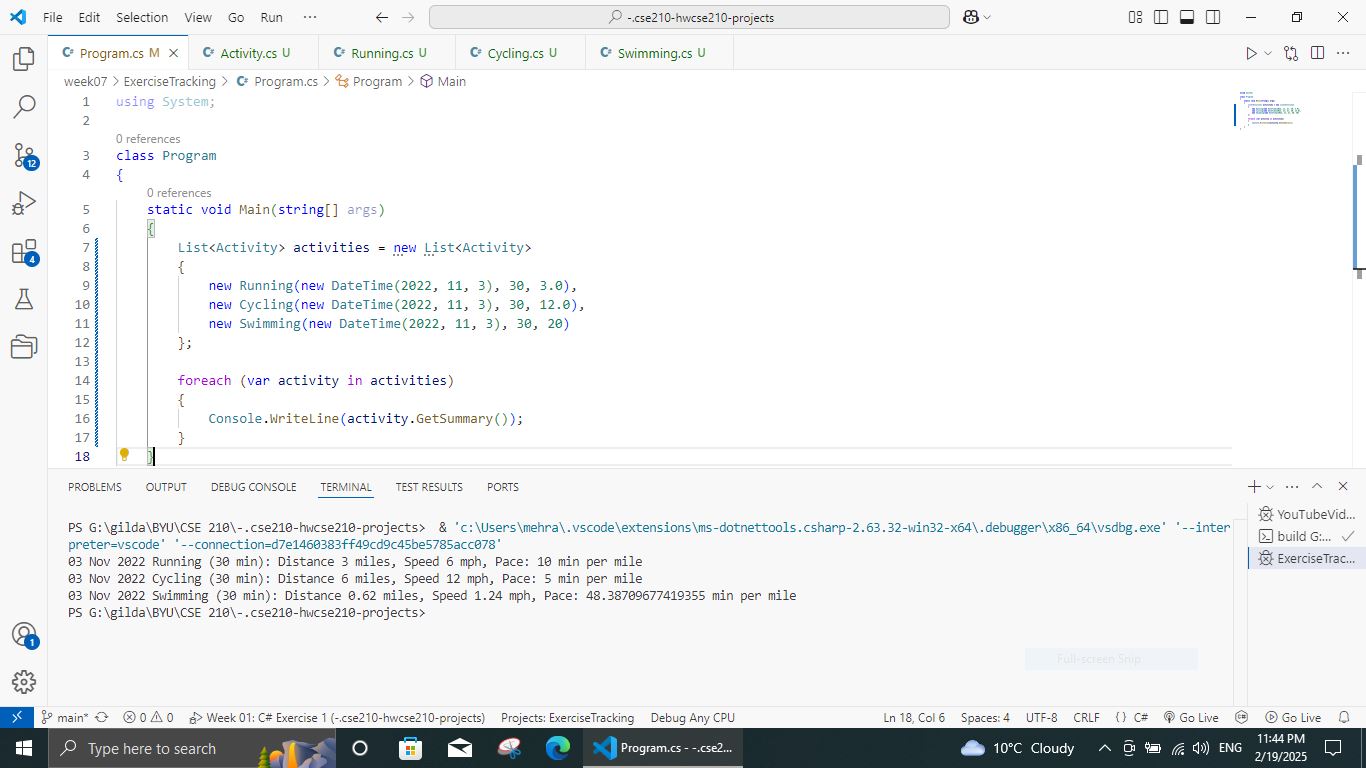 File Edit Selection View Go Run ··· -.cse210-hwcse210-projects
Program.cs M Activity.cs U Running.cs U Cycling.cs U Swimming.cs U
week07 > ExerciseTracking > Program.cs > Program > Main
1 using System;
2
0 references
3 class Program
4 {
0 references
5 static void Main(string[] args)
6 {
7 List<Activity> activities = new List<Activity>
8 {
9 new Running(new DateTime(2022, 11, 3), 30, 3.0),
10 new Cycling(new DateTime(2022, 11, 3), 30, 12.0),
11 new Swimming(new DateTime(2022, 11, 3), 30, 20)
12 };
13
14 foreach (var activity in activities)
15 {
16 Console.WriteLine(activity.GetSummary());
17 }
18 }
12
4
1
PROBLEMS OUTPUT DEBUG CONSOLE TERMINAL TEST RESULTS PORTS
PS G:\gilda\BYU\CSE 210\-.cse210-hwcse210-projects> & 'c:\Users\mehra\.vscode\extensions\ms-dotnettools.csharp-2.63.32-win32-x64\.debugger\x86_64\vsdbg.exe' '--inter
preter=vscode' '--connection=d7e1460383ff49cd9c45be5785acc078'
03 Nov 2022 Running (30 min): Distance 3 miles, Speed 6 mph, Pace: 10 min per mile
03 Nov 2022 Cycling (30 min): Distance 6 miles, Speed 12 mph, Pace: 5 min per mile
03 Nov 2022 Swimming (30 min): Distance 0.62 miles, Speed 1.24 mph, Pace: 48.38709677419355 min per mile
PS G:\gilda\BYU\CSE 210\-.cse210-hwcse210-projects>
YouTubeVid...
build G:...
ExerciseTrac...
Full-screen Snip
main* 0 0 Week 01: C# Exercise 1 (-.cse210-hwcse210-projects) Projects: ExerciseTracking Debug Any CPU Ln 18, Col 6 Spaces: 4 UTF-8 CRLF {} C# Go Live Go Live
Type here to search Program.cs - -.cse2... 10°C Cloudy ENG 11:44 PM
2/19/2025